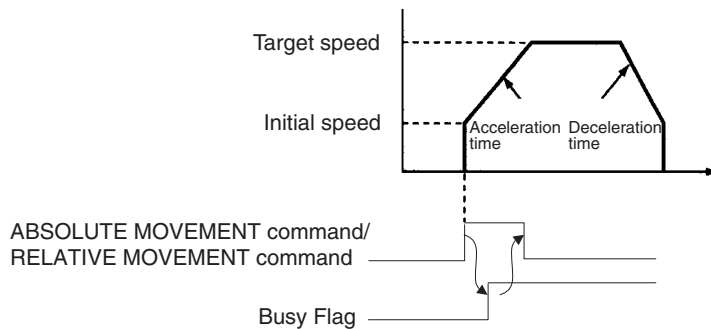 Target speed
Initial speed
Acceleration
time
Deceleration
time
ABSOLUTE MOVEMENT command/
RELATIVE MOVEMENT command
Busy Flag